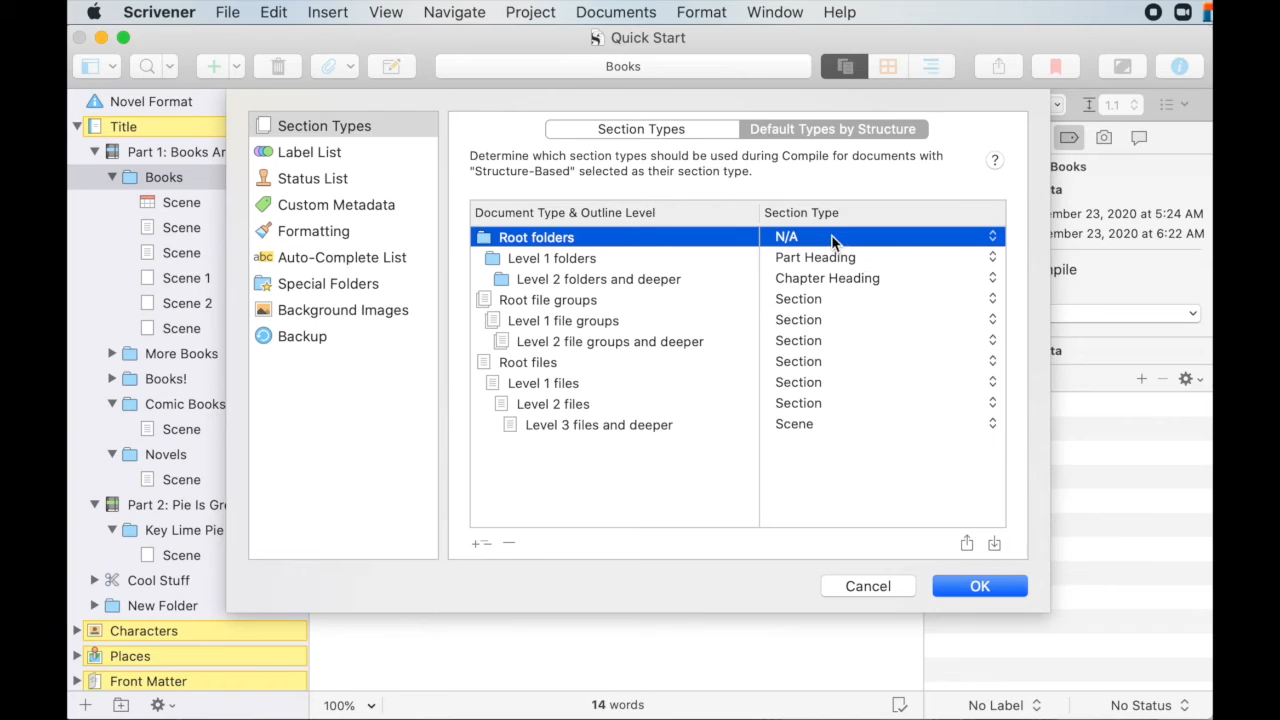 Scrivener File Edit Insert View Navigate Project Documents Format Window Help
Quick Start
Books
1.1
Novel Format
Title
Part 1: Books Ar
Books
Scene
Scene
Scene
Scene 1
Scene 2
Scene
More Books
Books!
Comic Books
Scene
Novels
Scene
Part 2: Pie Is Gre
Key Lime Pie
Scene
Cool Stuff
New Folder
Characters
Places
Front Matter
Section Types
Label List
Status List
Custom Metadata
Formatting
abc Auto-Complete List
Special Folders
Background Images
Backup
Section Types Default Types by Structure
Determine which section types should be used during Compile for documents with
"Structure-Based" selected as their section type.
?
Document Type & Outline Level Section Type
Root folders N/A
Level 1 folders Part Heading
Level 2 folders and deeper Chapter Heading
Root file groups Section
Level 1 file groups Section
Level 2 file groups and deeper Section
Root files Section
Level 1 files Section
Level 2 files Section
Level 3 files and deeper Scene
Cancel OK
Books
ta
mber 23, 2020 at 5:24 AM
mber 23, 2020 at 6:22 AM
pile
ta
100% 14 words No Label No Status